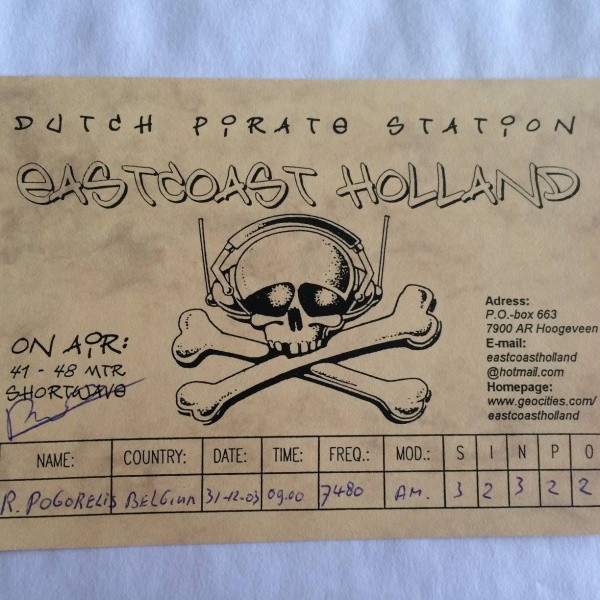 DUTCH PIRATE STATION
EASTCOAST HOLLAND
ON AIR:
41 - 48 MTR
SHORTWAVE
Adress:
P.O.-box 663
7900 AR Hoogeveen
E-mail:
eastcoastholland
@hotmail.com
Homepage:
www.geocities.com/
eastcoastholland
NAME: COUNTRY: DATE: TIME: FREQ.: MOD.: S I N P O
R. POGORELIS BELGIUM 31-12-03 09.00 7480 AM. 3 2 3 2 2